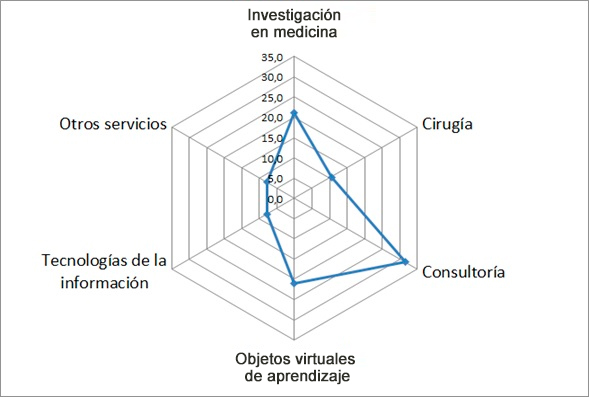 Investigación
en medicina
35,0
30,0
25,0
20,0
15,0
10,0
5,0
0,0
Otros servicios
Cirugía
Tecnologías de la
información
Consultoría
Objetos virtuales
de aprendizaje